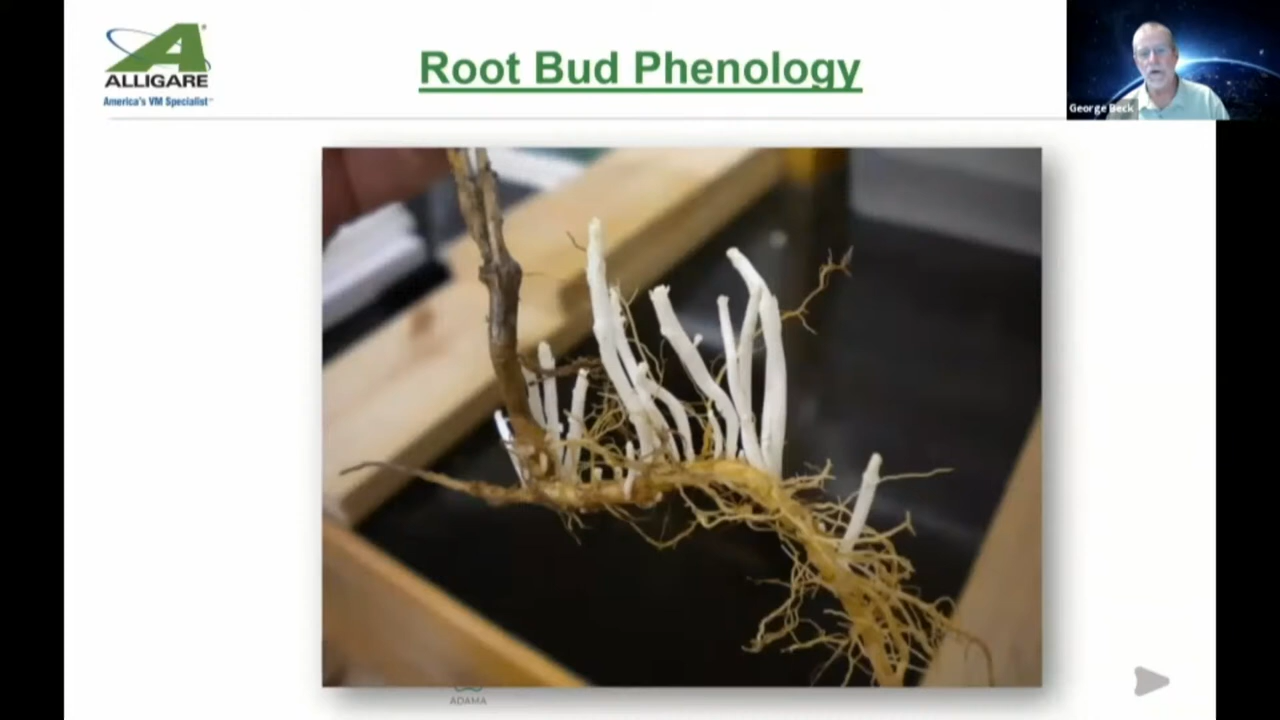 ALLIGARE
America's VM Specialist™
Root Bud Phenology
George Beck
ADAMA